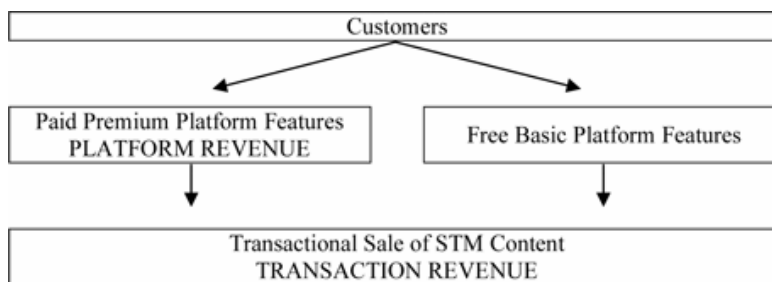 Customers
Paid Premium Platform Features
PLATFORM REVENUE
Free Basic Platform Features
Transactional Sale of STM Content
TRANSACTION REVENUE